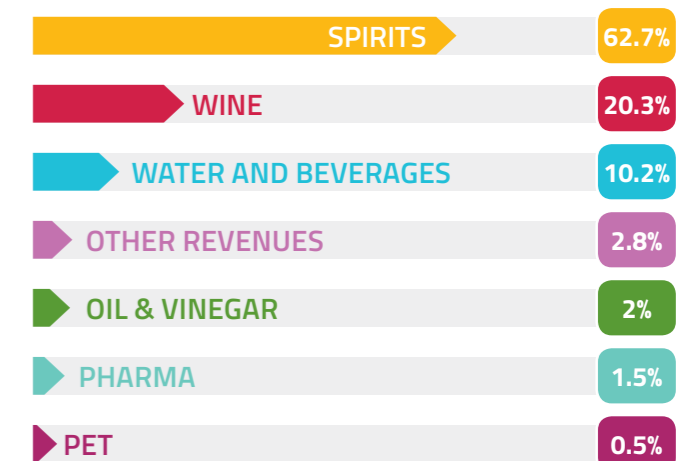 SPIRITS 62.7%
WINE 20.3%
WATER AND BEVERAGES 10.2%
OTHER REVENUES 2.8%
OIL & VINEGAR 2%
PHARMA 1.5%
PET 0.5%